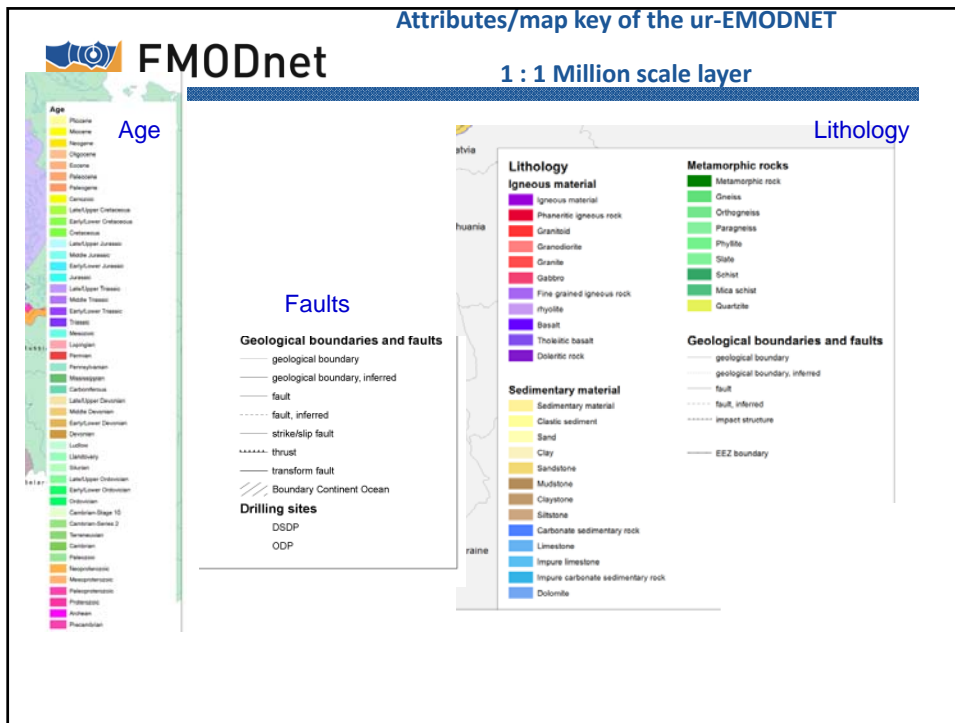 Attributes/map key of the ur-EMODNET
1 : 1 Million scale layer
EMODnet
Age
Age
Pliocene
Miocene
Neogene
Oligocene
Eocene
Paleocene
Paleogene
Cenozoic
Late/Upper Cretaceous
Early/Lower Cretaceous
Cretaceous
Late/Upper Jurassic
Middle Jurassic
Early/Lower Jurassic
Jurassic
Late/Upper Triassic
Middle Triassic
Early/Lower Triassic
Triassic
Mesozoic
Lopingian
Permian
Pennsylvanian
Mississippian
Carboniferous
Late/Upper Devonian
Middle Devonian
Early/Lower Devonian
Devonian
Ludlow
Llandovery
Silurian
Late/Upper Ordovician
Early/Lower Ordovician
Ordovician
Cambrian-Stage 10
Cambrian-Series 2
Terreneuvian
Cambrian
Paleozoic
Neoproterozoic
Mesoproterozoic
Paleoproterozoic
Proterozoic
Archean
Precambrian
Faults
Geological boundaries and faults
geological boundary
geological boundary, inferred
fault
fault, inferred
strike/slip fault
thrust
transform fault
Boundary Continent Ocean
Drilling sites
DSDP
ODP
Lithology
atvia
huania
raine
Lithology
Igneous material
Igneous material
Phaneritic igneous rock
Granitoid
Granodiorite
Granite
Gabbro
Fine grained igneous rock
rhyolite
Basalt
Tholeiitic basalt
Doleritic rock
Sedimentary material
Sedimentary material
Clastic sediment
Sand
Clay
Sandstone
Mudstone
Claystone
Siltstone
Carbonate sedimentary rock
Limestone
Impure limestone
Impure carbonate sedimentary rock
Dolomite
Metamorphic rocks
Metamorphic rock
Gneiss
Orthogneiss
Paragneiss
Phyllite
Slate
Schist
Mica schist
Quartzite
Geological boundaries and faults
geological boundary
geological boundary, inferred
fault
fault, inferred
impact structure
EEZ boundary